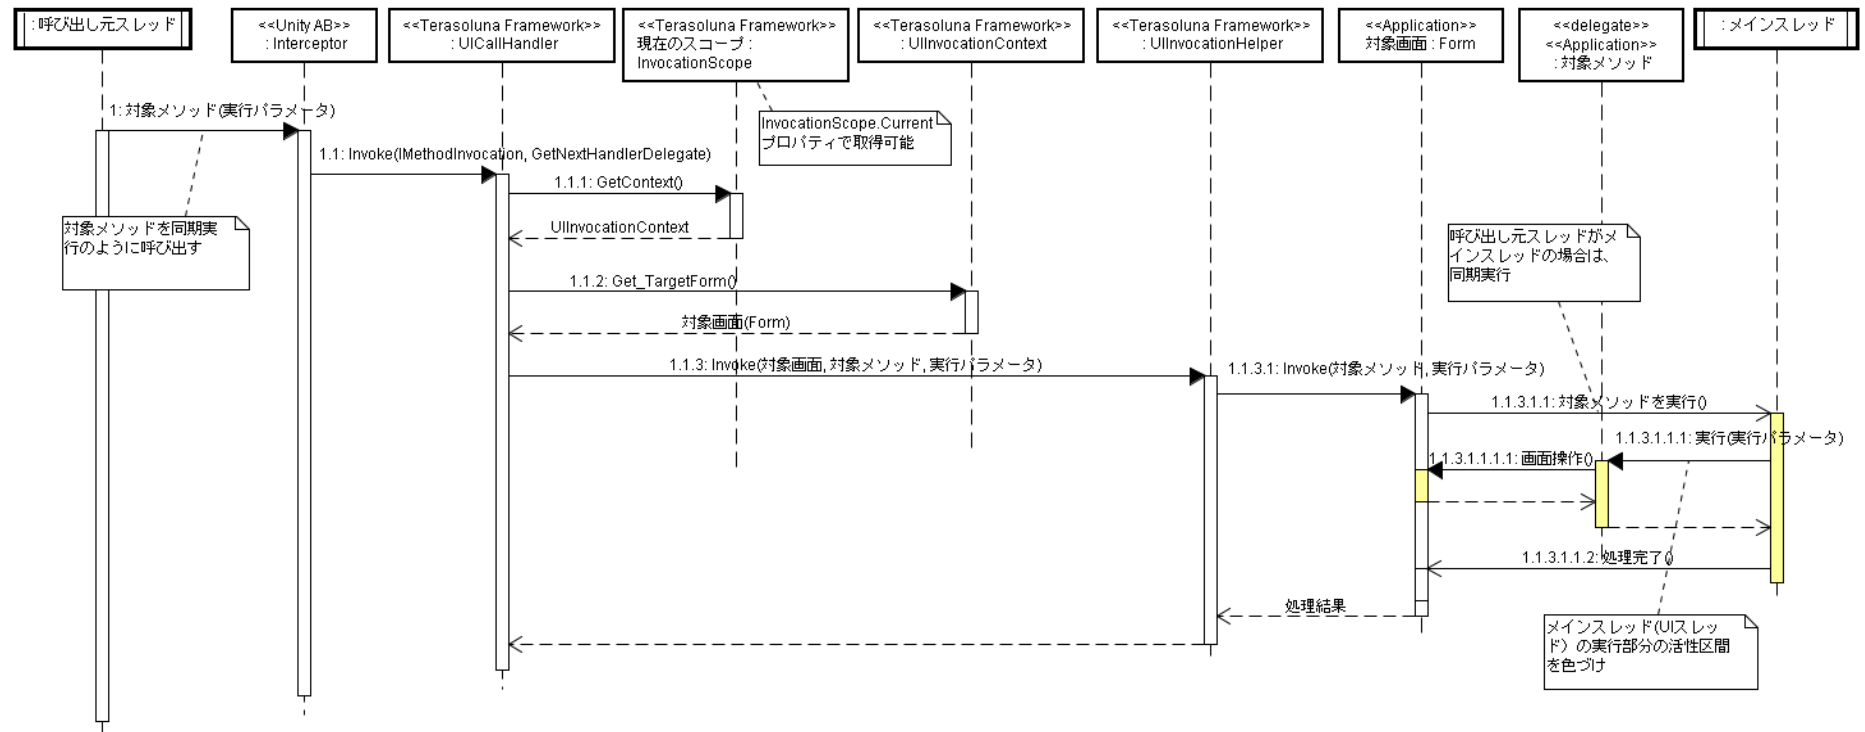 : 呼び出し元スレッド
<<Unity AB>>
: Interceptor
<<Terasoluna Framework>>
: UICallHandler
<<Terasoluna Framework>>
現在のスコープ :
InvocationScope
<<Terasoluna Framework>>
: UIInvocationContext
<<Terasoluna Framework>>
: UIInvocationHelper
<<Application>>
対象画面 : Form
<<delegate>>
<<Application>>
: 対象メソッド
: メインスレッド
1: 対象メソッド(実行パラメータ)
InvocationScope.Current
プロパティで取得可能
1.1: Invoke(IMethodInvocation, GetNextHandlerDelegate)
1.1.1: GetContext()
UIInvocationContext
対象メソッドを同期実
行のように呼び出す
呼び出し元スレッドがメ
インスレッドの場合は、
同期実行
1.1.2: Get_TargetForm()
対象画面(Form)
1.1.3: Invoke(対象画面, 対象メソッド, 実行パラメータ)
1.1.3.1: Invoke(対象メソッド, 実行パラメータ)
1.1.3.1.1: 対象メソッドを実行()
1.1.3.1.1.1: 実行(実行パラメータ)
1.1.3.1.1.1.1: 画面操作()
1.1.3.1.1.2: 処理完了()
処理結果
メインスレッド(UIスレッ
ド）の実行部分の活性区間
を色づけ